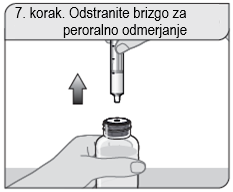 7. korak. Odstranite brizgo za
peroralno odmerjanje